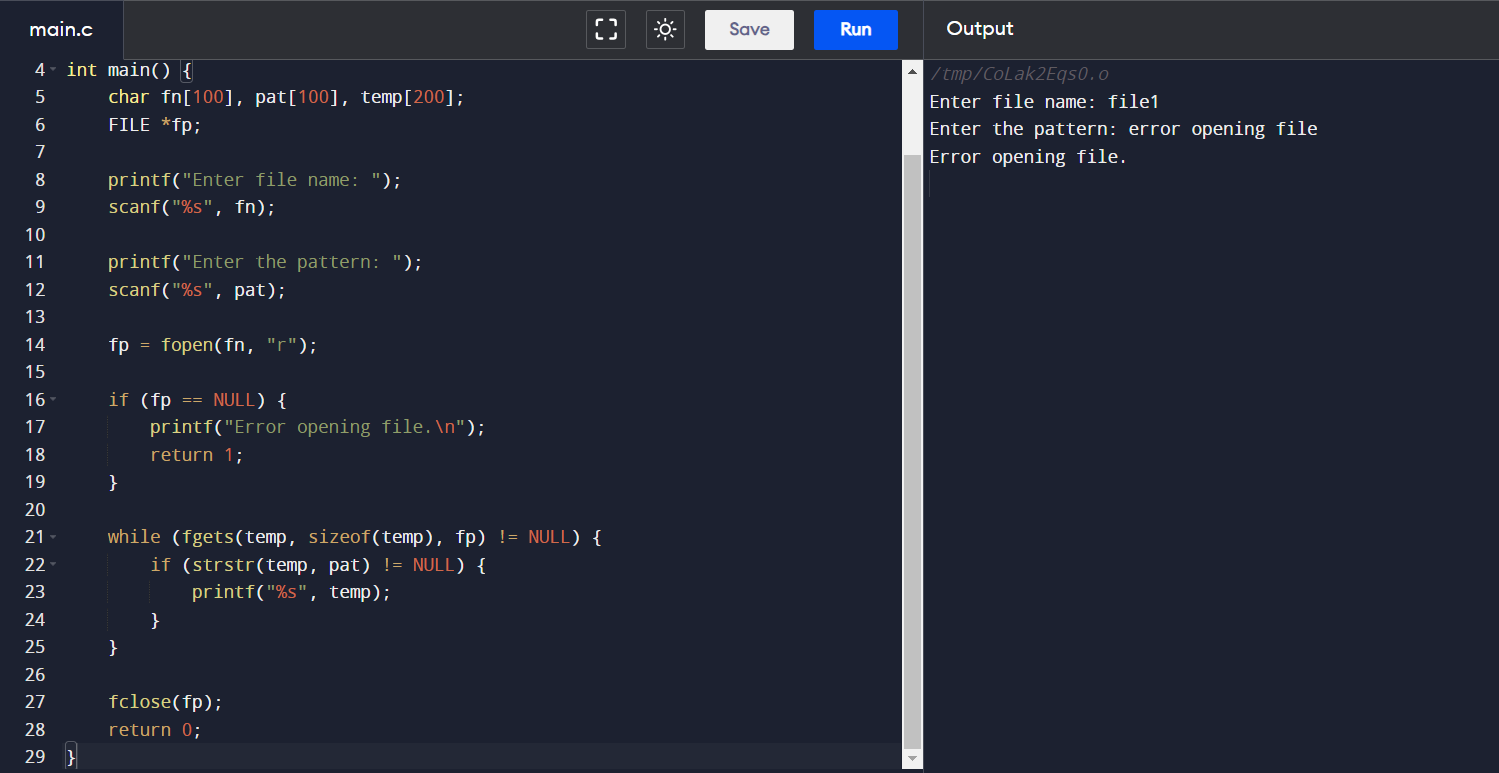 main.c
Save
Run
Output
4 int main() {
5     char fn[100], pat[100], temp[200];
6     FILE *fp;
7
8     printf("Enter file name: ");
9     scanf("%s", fn);
10
11     printf("Enter the pattern: ");
12     scanf("%s", pat);
13
14     fp = fopen(fn, "r");
15
16     if (fp == NULL) {
17         printf("Error opening file.\n");
18         return 1;
19     }
20
21     while (fgets(temp, sizeof(temp), fp) != NULL) {
22         if (strstr(temp, pat) != NULL) {
23             printf("%s", temp);
24         }
25     }
26
27     fclose(fp);
28     return 0;
29 }
/tmp/CoLak2Eqs0.o
Enter file name: file1
Enter the pattern: error opening file
Error opening file.